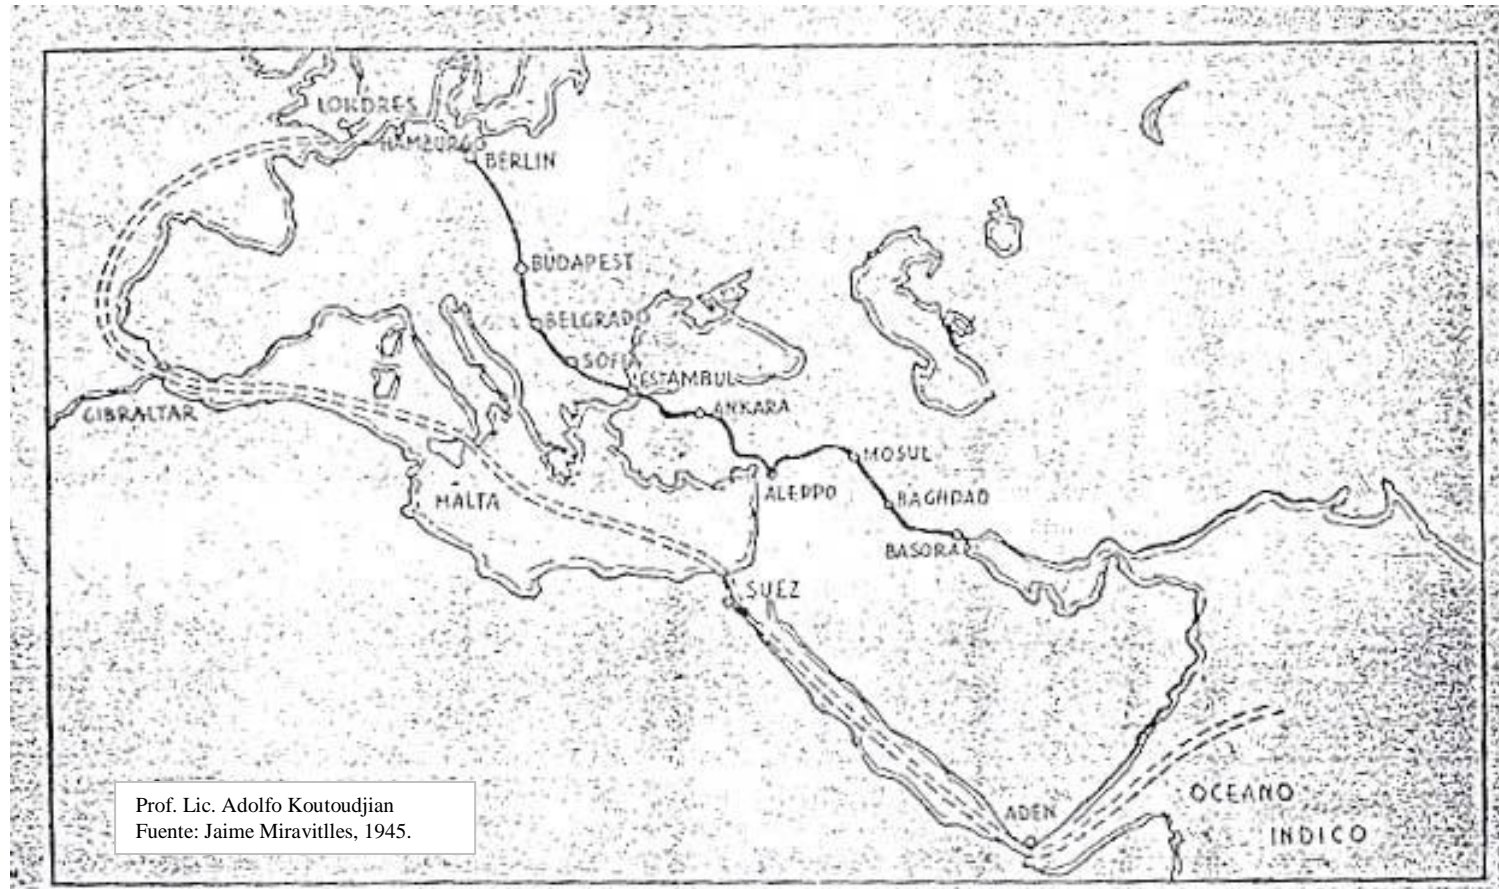 LONDRES
HAMBURGO
BERLIN
BUDAPEST
BELGRADO
SOFIA
ESTAMBUL
ANKARA
GIBRALTAR
MOSUL
ALEPPO
BAGHDAD
MALTA
BASORA
SUEZ
ADEN
OCEANO
INDICO
Prof. Lic. Adolfo Koutoudjian
Fuente: Jaime Miravitlles, 1945.